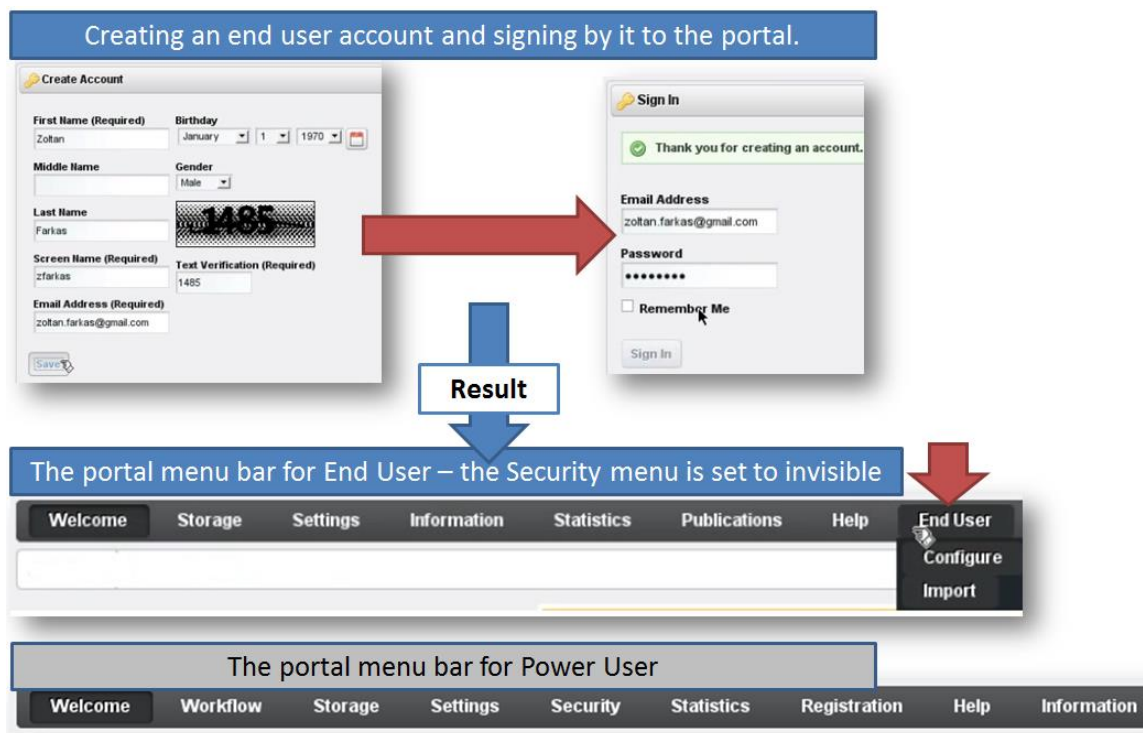 Creating an end user account and signing by it to the portal.
Create Account
First Name (Required)
Zoltan
Middle Name
Last Name
Farkas
Screen Name (Required)
zfarkas
Email Address (Required)
zoltan.farkas@gmail.com
Save
Birthday
January 1 1970
Gender
Male
1485
Text Verification (Required)
1485
Sign In
Thank you for creating an account.
Email Address
zoltan.farkas@gmail.com
Password
••••••••
Remember Me
Sign In
Result
The portal menu bar for End User – the Security menu is set to invisible
Welcome Storage Settings Information Statistics Publications Help End User
Configure
Import
The portal menu bar for Power User
Welcome Workflow Storage Settings Security Statistics Registration Help Information